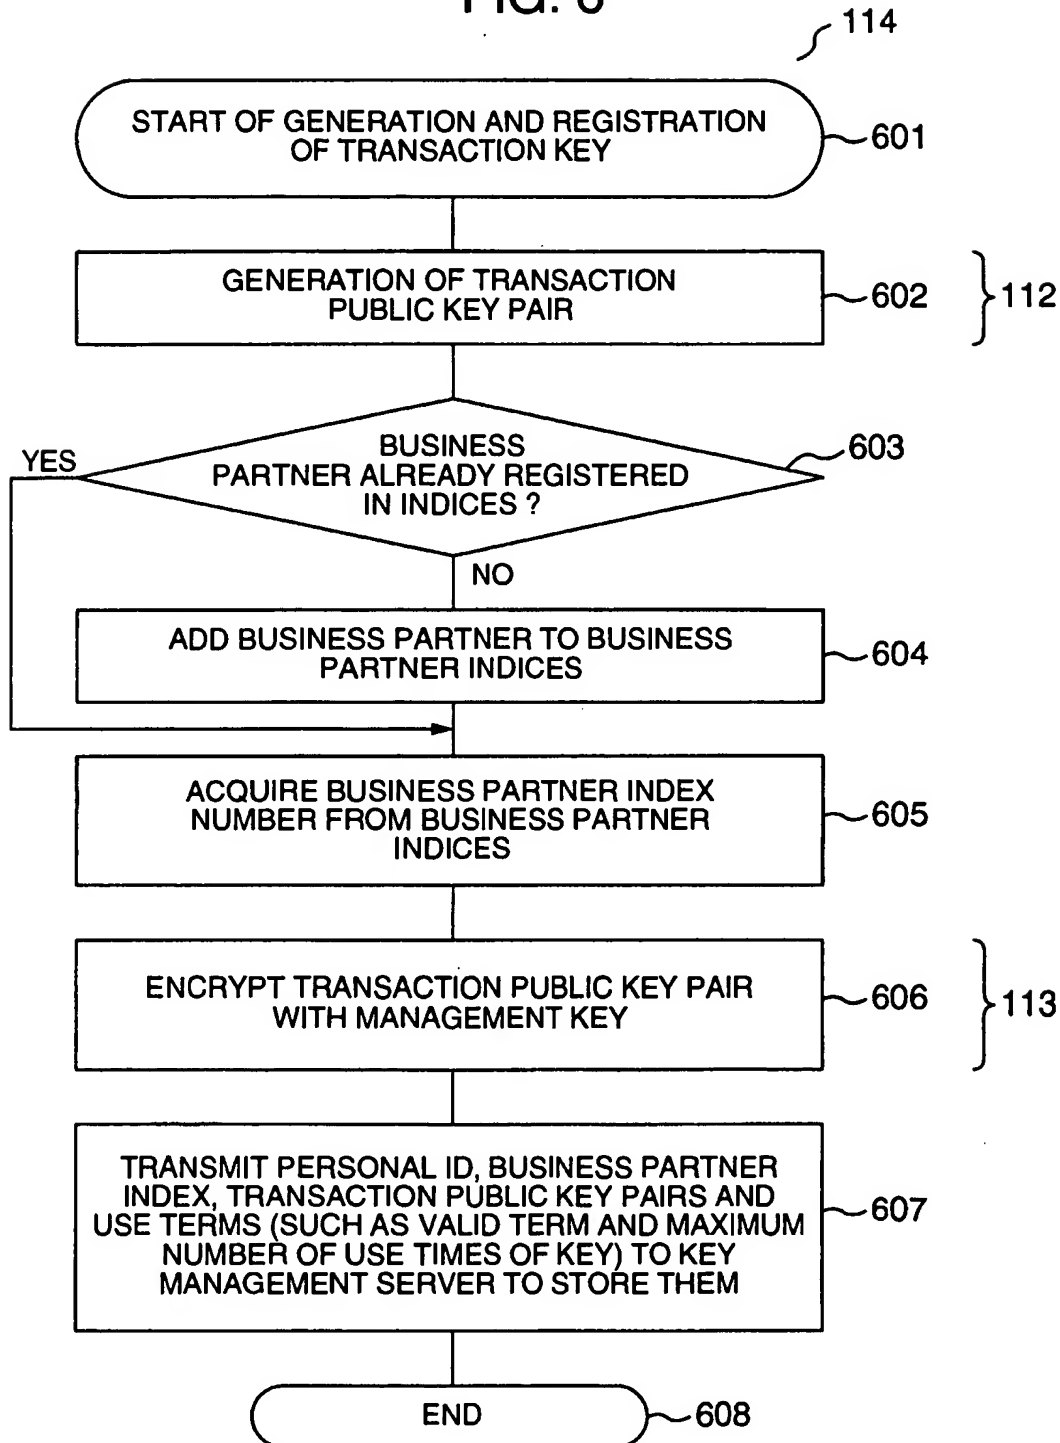 114
START OF GENERATION AND REGISTRATION
OF TRANSACTION KEY
601
GENERATION OF TRANSACTION
PUBLIC KEY PAIR
602
112
BUSINESS
PARTNER ALREADY REGISTERED
IN INDICES ?
603
YES
NO
ADD BUSINESS PARTNER TO BUSINESS
PARTNER INDICES
604
ACQUIRE BUSINESS PARTNER INDEX
NUMBER FROM BUSINESS PARTNER
INDICES
605
ENCRYPT TRANSACTION PUBLIC KEY PAIR
WITH MANAGEMENT KEY
606
113
TRANSMIT PERSONAL ID, BUSINESS PARTNER
INDEX, TRANSACTION PUBLIC KEY PAIRS AND
USE TERMS (SUCH AS VALID TERM AND MAXIMUM
NUMBER OF USE TIMES OF KEY) TO KEY
MANAGEMENT SERVER TO STORE THEM
607
END
608